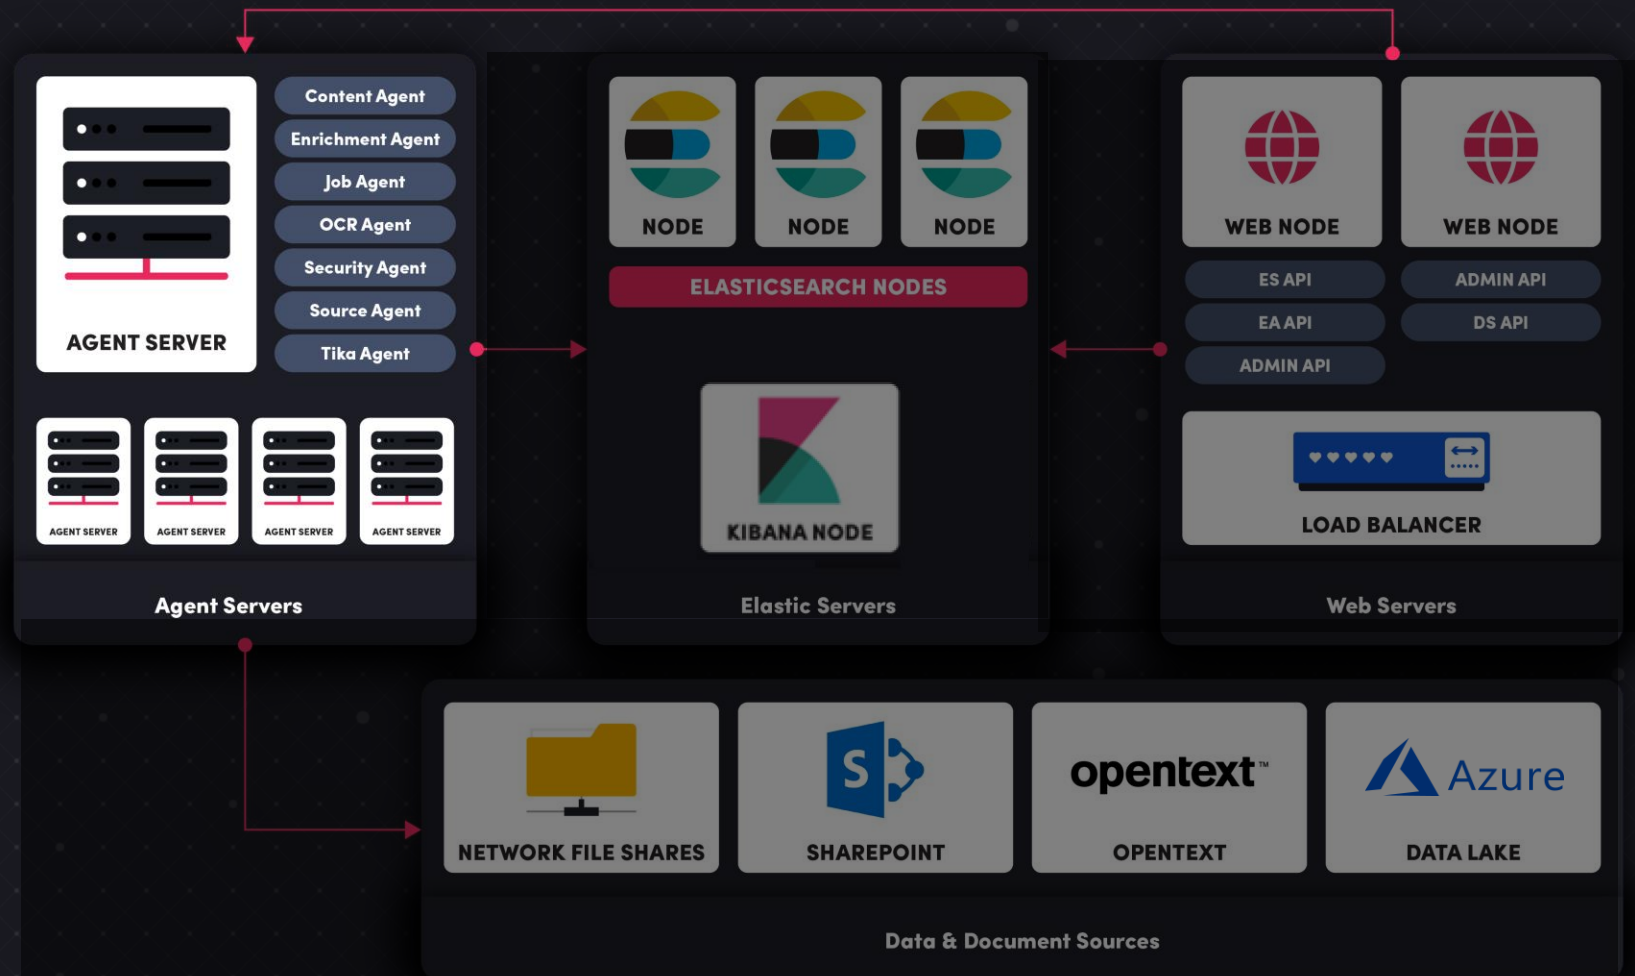 Content Agent
Enrichment Agent
Job Agent
OCR Agent
Security Agent
Source Agent
Tika Agent
AGENT SERVER
AGENT SERVER
AGENT SERVER
AGENT SERVER
AGENT SERVER
Agent Servers
NODE
NODE
NODE
ELASTICSEARCH NODES
KIBANA NODE
Elastic Servers
WEB NODE
WEB NODE
ES API
EA API
ADMIN API
ADMIN API
DS API
LOAD BALANCER
Web Servers
NETWORK FILE SHARES
S
SHAREPOINT
opentext™
OPENTEXT
Azure
DATA LAKE
Data & Document Sources